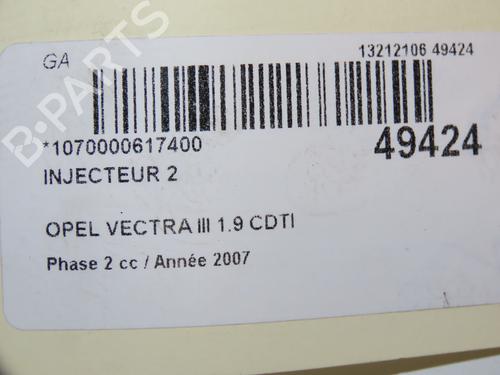 GA
13212106 49424
*1070000617400
49424
INJECTEUR 2
OPEL VECTRA III 1.9 CDTI
Phase 2 cc / Année 2007
B-PARTS